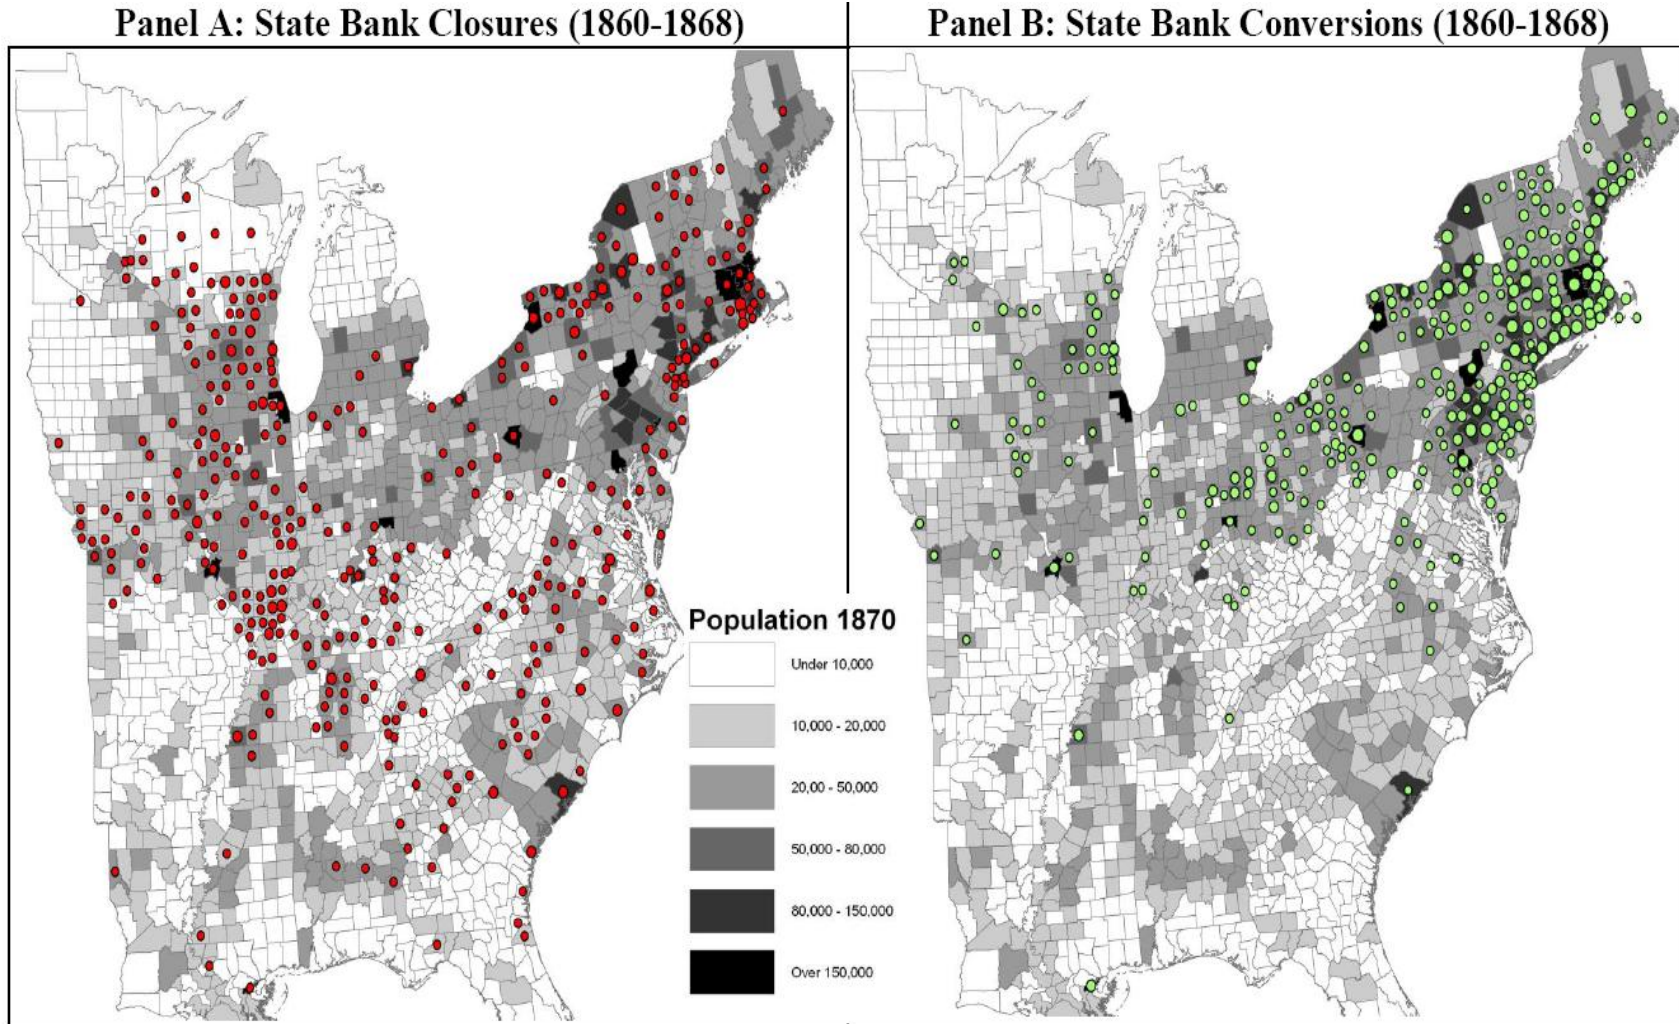 Panel A: State Bank Closures (1860-1868)
Panel B: State Bank Conversions (1860-1868)
Population 1870
Under 10,000
10,000 - 20,000
20,00 - 50,000
50,000 - 80,000
80,000 - 150,000
Over 150,000